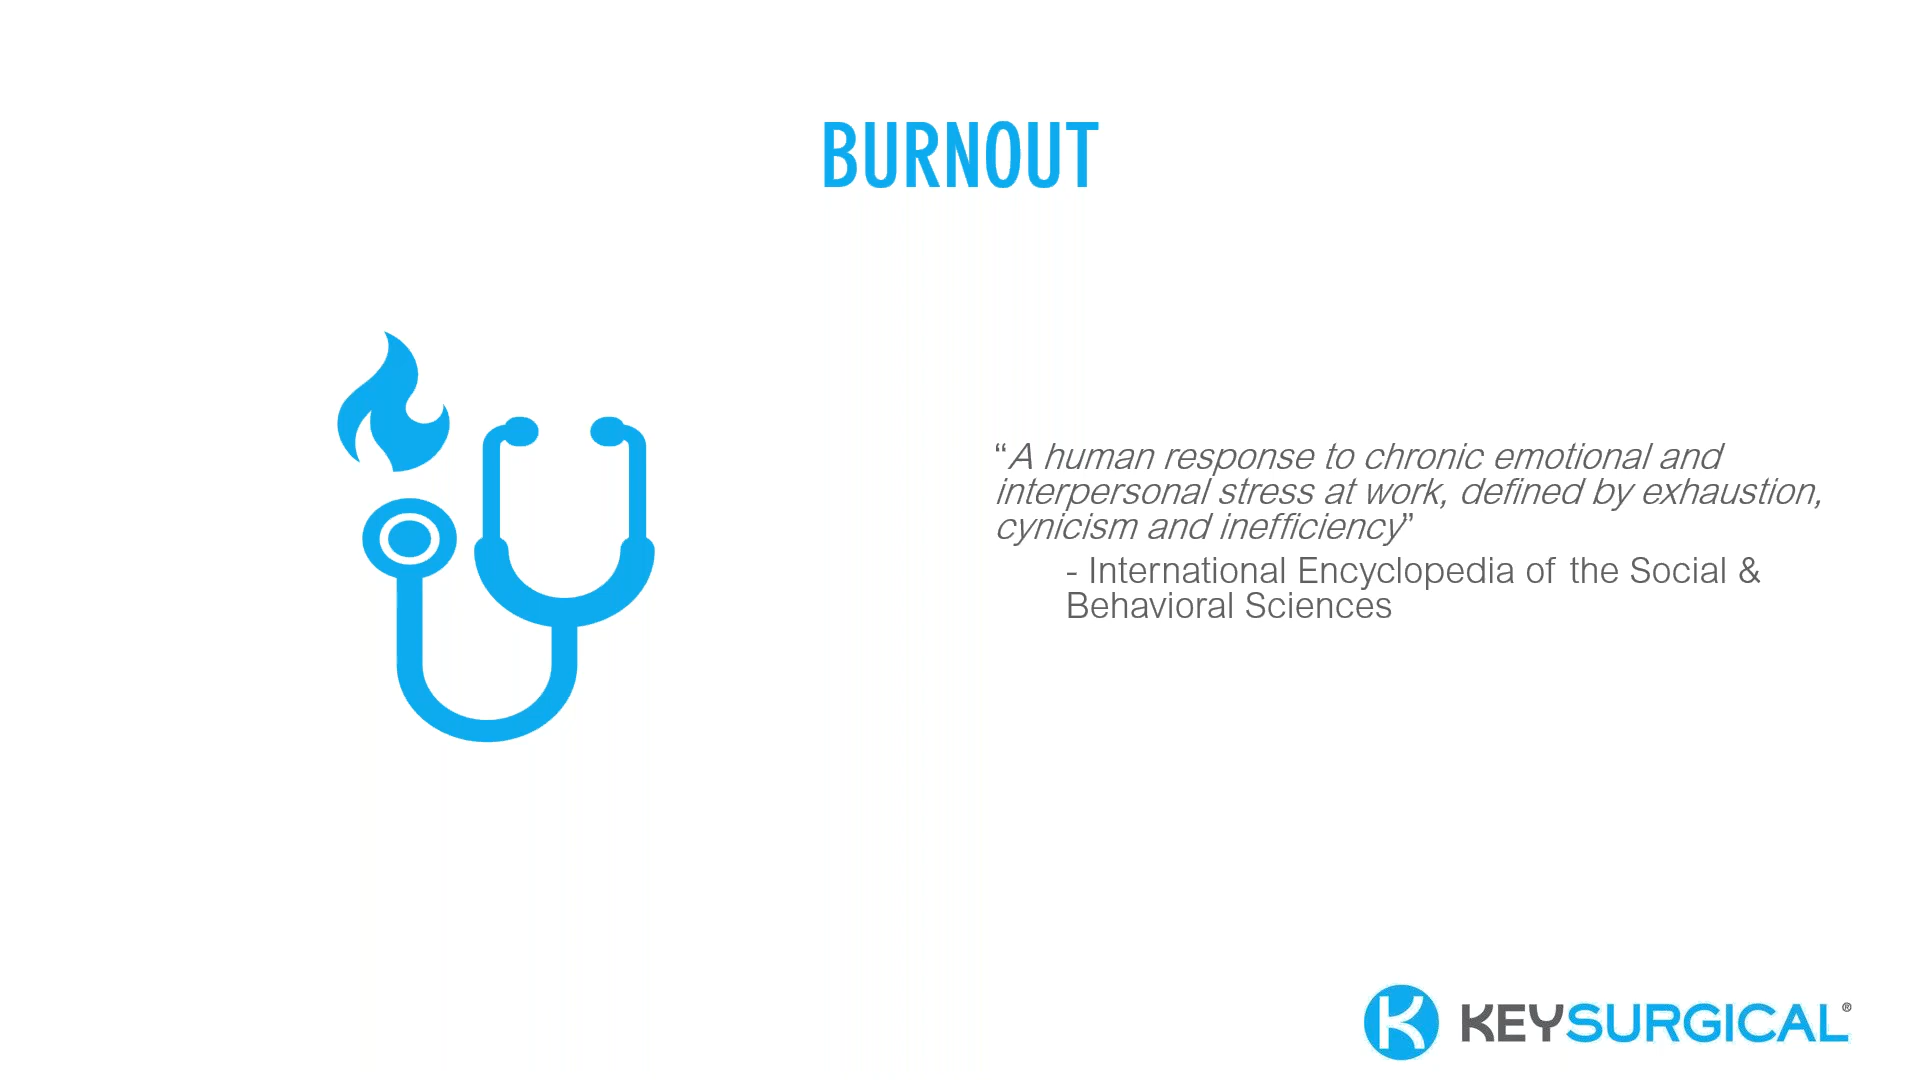 BURNOUT
“A human response to chronic emotional and
interpersonal stress at work, defined by exhaustion,
cynicism and inefficiency”
- International Encyclopedia of the Social &
Behavioral Sciences
K KEYSURGICAL®